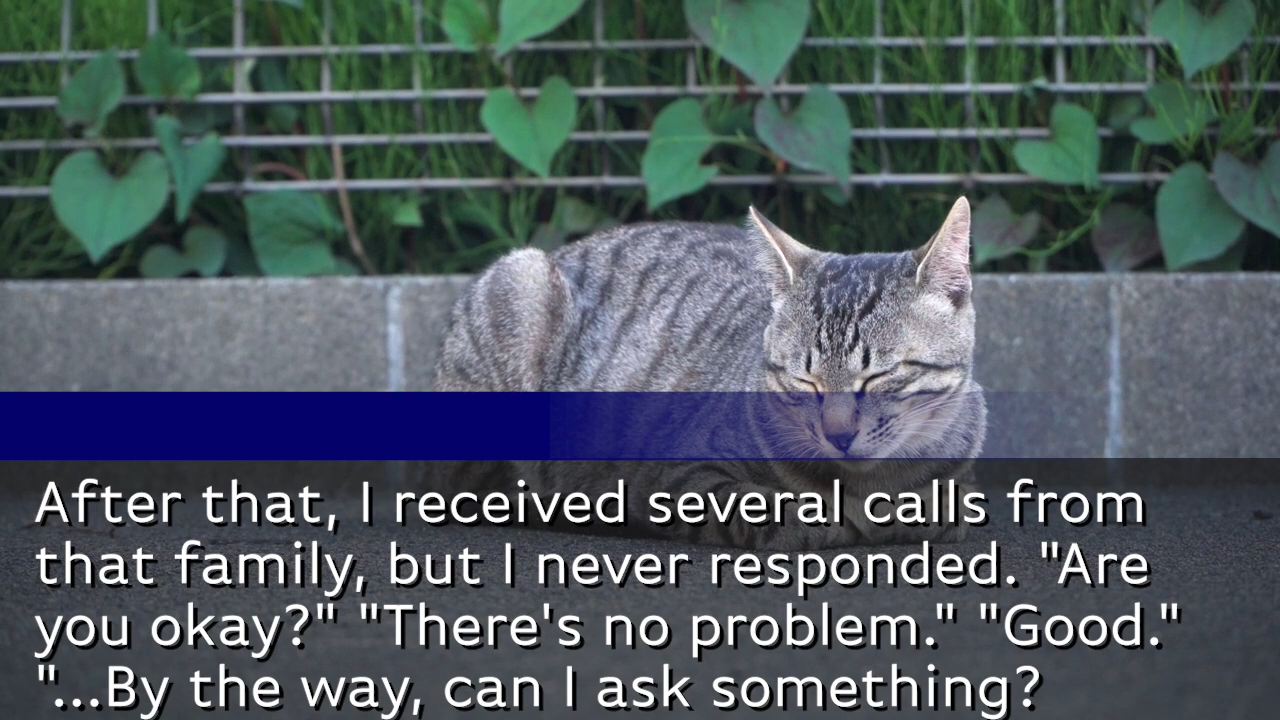 After that, I received several calls from
that family, but I never responded. "Are
you okay?" "There's no problem." "Good."
"...By the way, can I ask something?